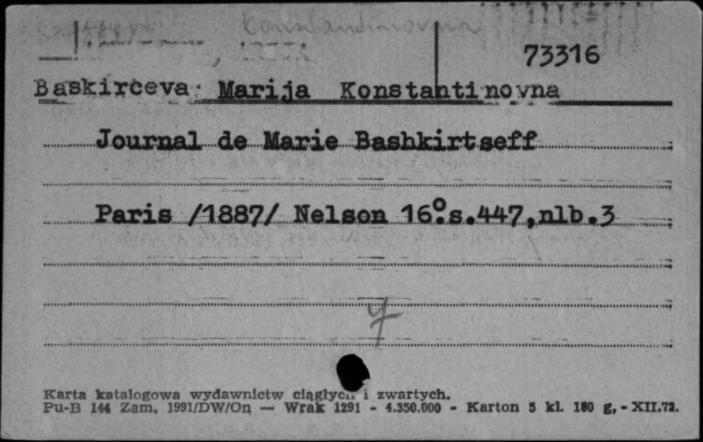 Konstantinovna
73316
Baskirceva Marija Konstantinovna
Journal de Marie Bashkirtseff
Paris /1887/ Nelson 16°.s.447,nlb.3
7
Karta katalogowa wydawnictw ciągłych i zwartych.
Pu-B 144 Zam. 1991/DW/On — Wrak 1291 - 4.350.000 - Karton 5 kl. 180 g, - XII.72.